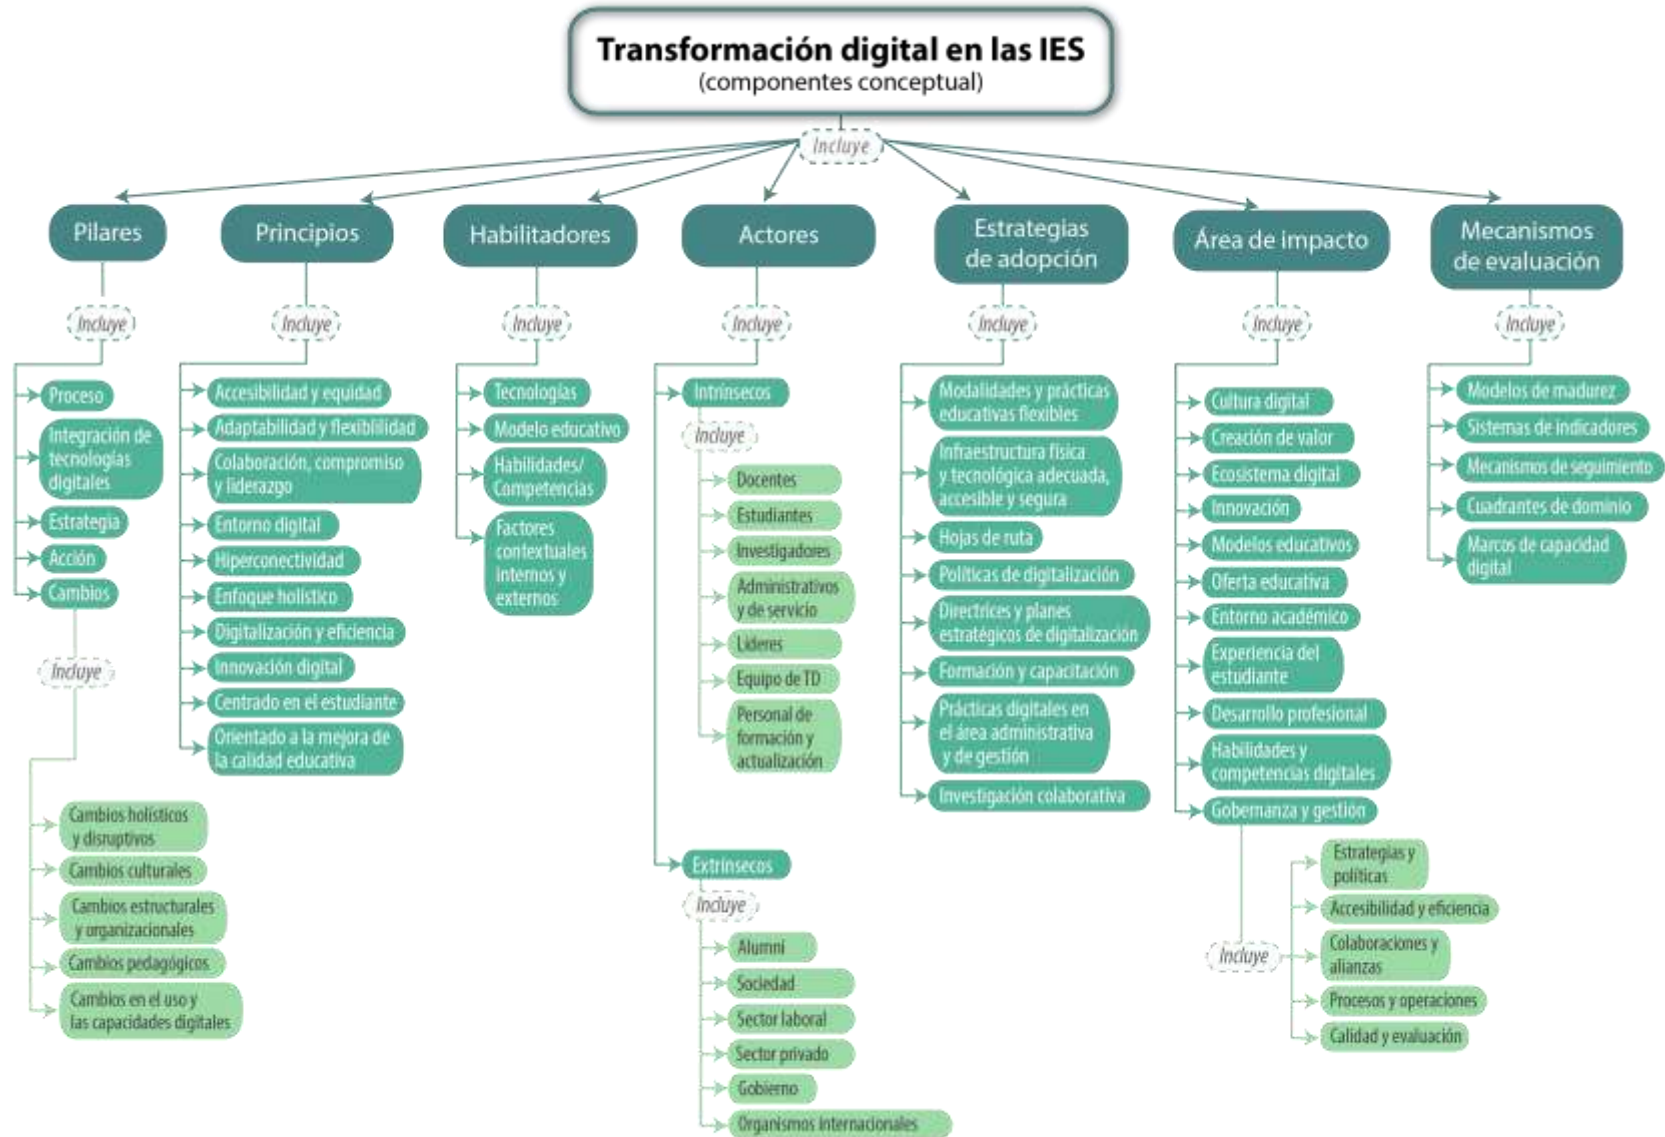 Transformación digital en las IES
(componentes conceptual)
Incluye
Pilares
Incluye
Proceso
Integración de
tecnologías
digitales
Estrategia
Acción
Cambios
Incluye
Cambios holísticos
y disruptivos
Cambios culturales
Cambios estructurales
y organizacionales
Cambios pedagógicos
Cambios en el uso y
las capacidades digitales
Principios
Incluye
Accesibilidad y equidad
Adaptabilidad y flexiblilidad
Colaboración, compromiso
y liderazgo
Entorno digital
Hiperconectividad
Enfoque holístico
Digitalización y eficiencia
Innovación digital
Centrado en el estudiante
Orientado a la mejora de
la calidad educativa
Habilitadores
Incluye
Tecnologías
Modelo educativo
Habilidades/
Competencias
Factores
contextuales
internos y
externos
Actores
Incluye
Intrínsecos
Incluye
Docentes
Estudiantes
Investigadores
Administrativos
y de servicio
Líderes
Equipo de TD
Personal de
formación y
actualización
Extrínsecos
Incluye
Alumni
Sociedad
Sector laboral
Sector privado
Gobierno
Organismos internacionales
Estrategias
de adopción
Incluye
Modalidades y prácticas
educativas flexibles
Infraestructura física
y tecnológica adecuada,
accesible y segura
Hojas de ruta
Políticas de digitalización
Directrices y planes
estratégicos de digitalización
Formación y capacitación
Prácticas digitales en
el área administrativa
y de gestión
Investigación colaborativa
Área de impacto
Incluye
Cultura digital
Creación de valor
Ecosistema digital
Innovación
Modelos educativos
Oferta educativa
Entorno académico
Experiencia del
estudiante
Desarrollo profesional
Habilidades y
competencias digitales
Gobernanza y gestión
Incluye
Estrategias y
políticas
Accesibilidad y eficiencia
Colaboraciones y
alianzas
Procesos y operaciones
Calidad y evaluación
Mecanismos
de evaluación
Incluye
Modelos de madurez
Sistemas de indicadores
Mecanismos de seguimiento
Cuadrantes de dominio
Marcos de capacidad
digital